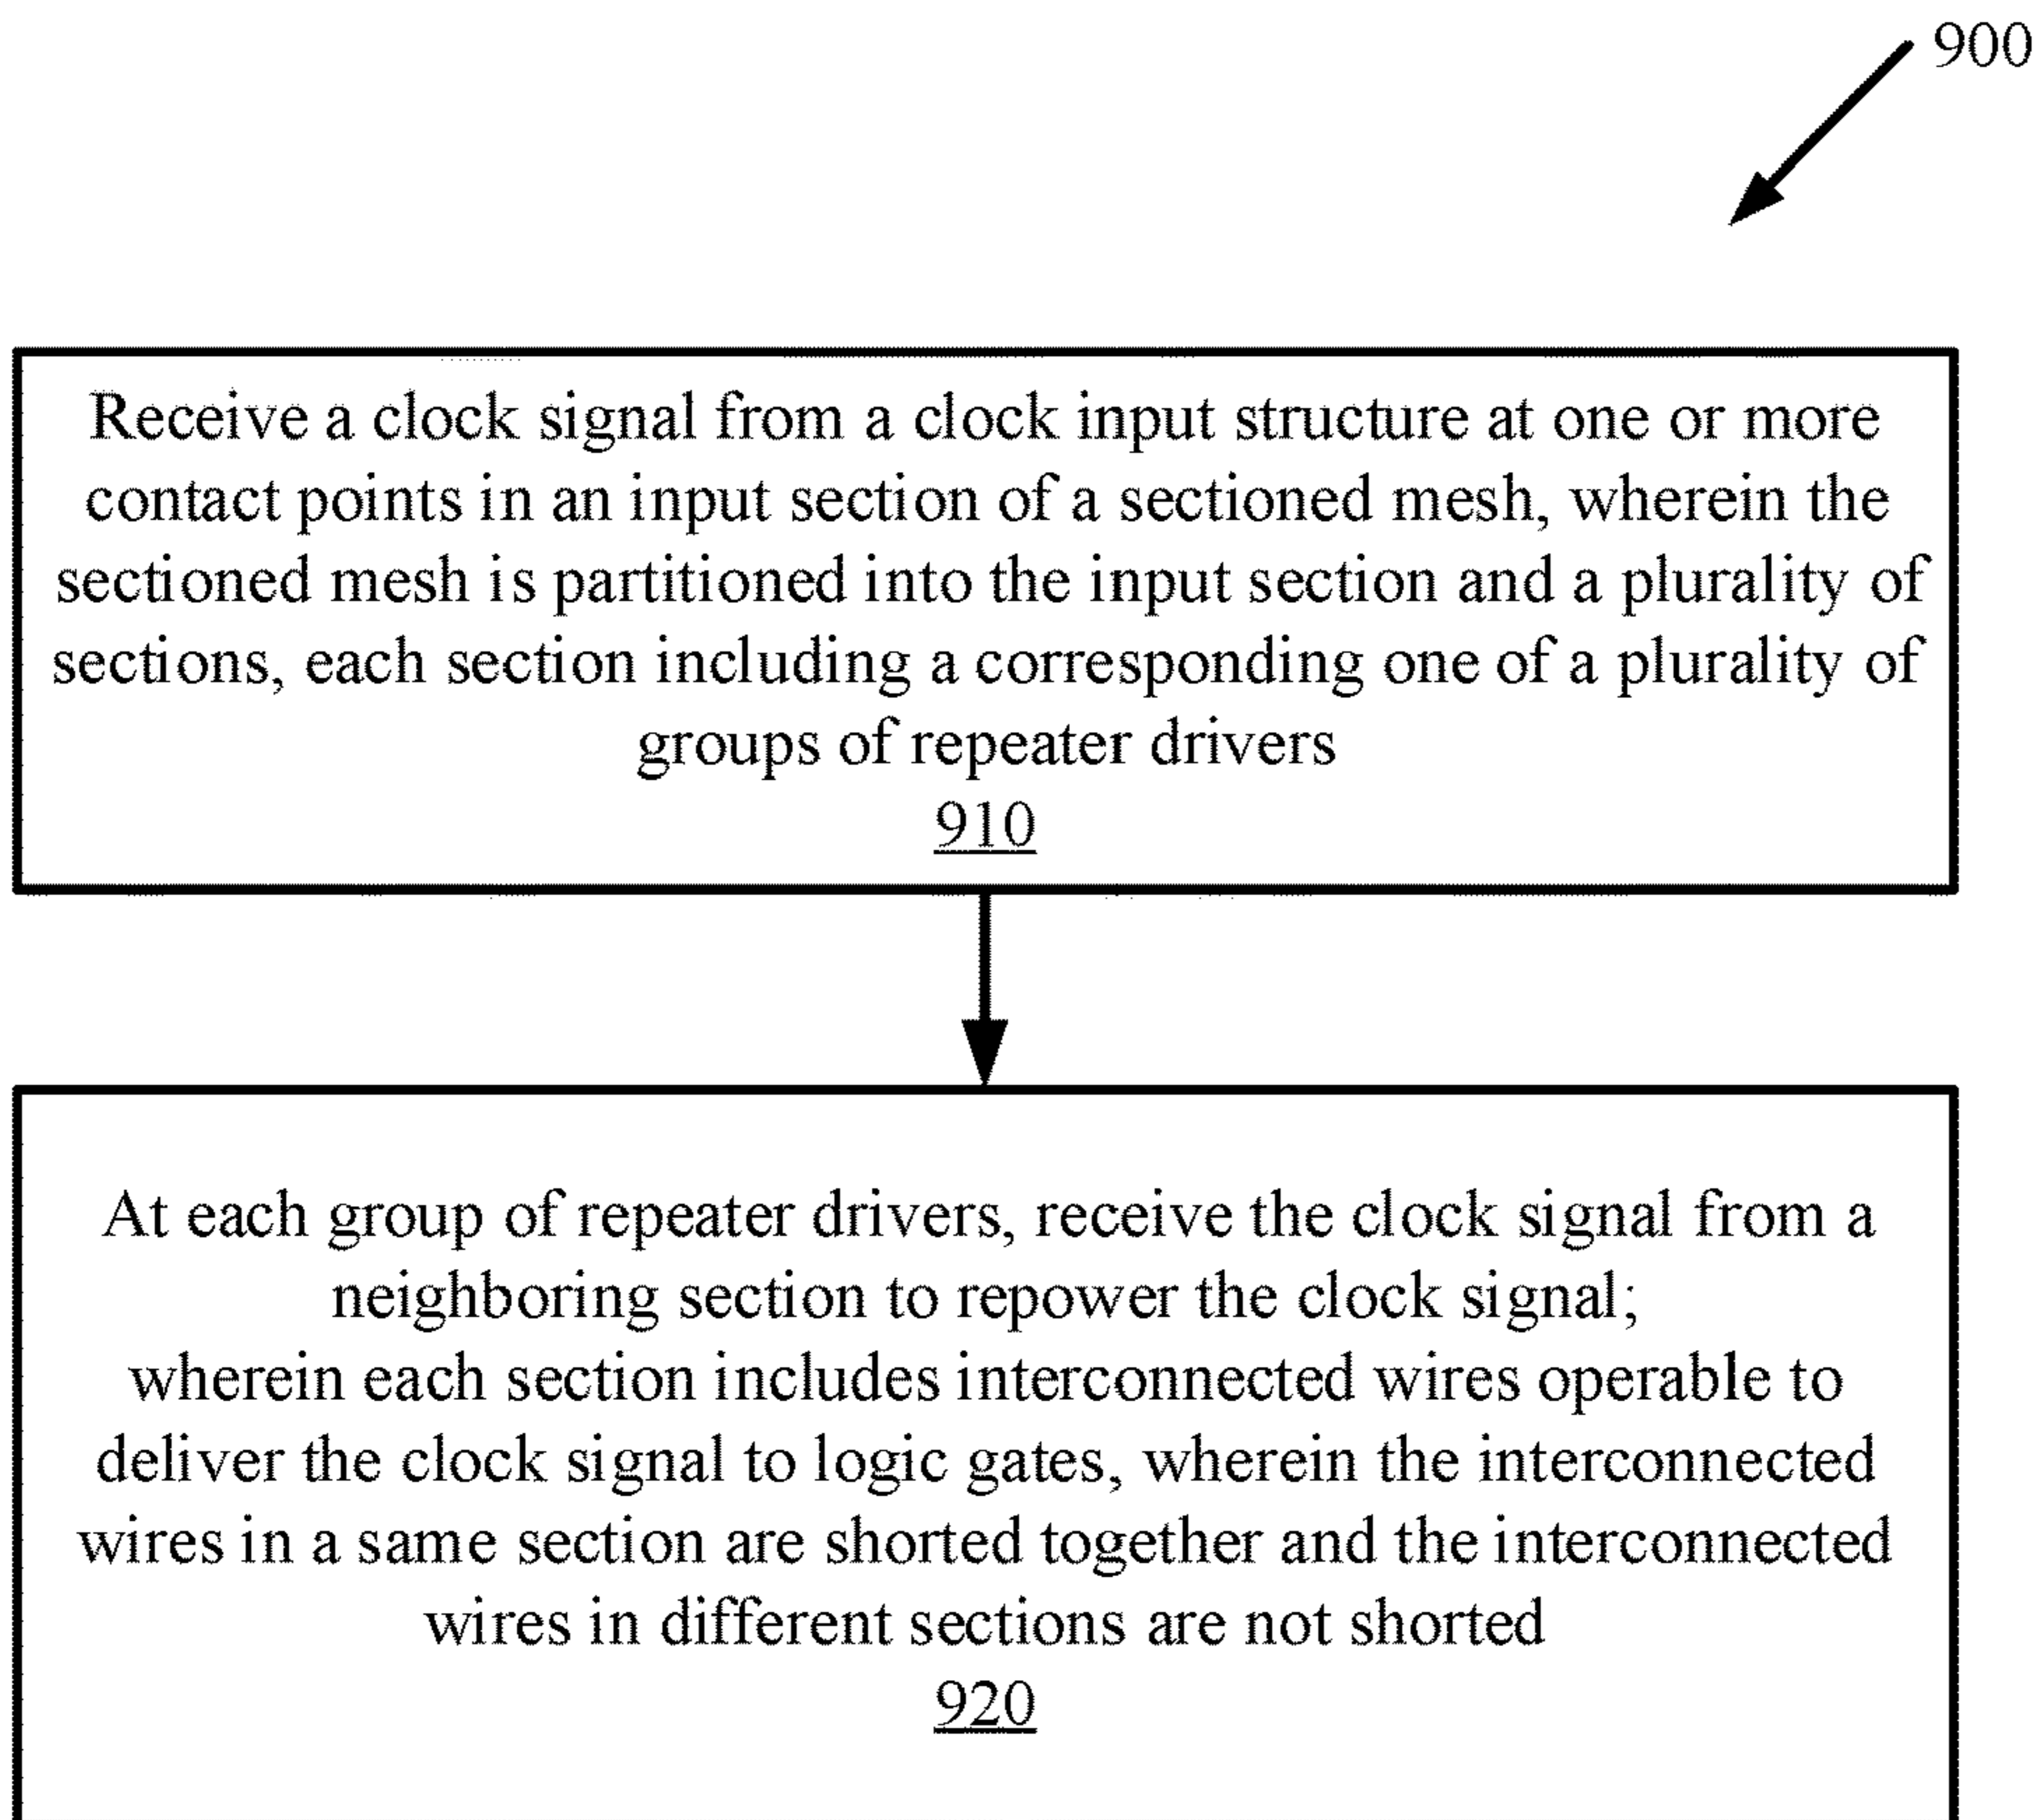 900
Receive a clock signal from a clock input structure at one or more
contact points in an input section of a sectioned mesh, wherein the
sectioned mesh is partitioned into the input section and a plurality of
sections, each section including a corresponding one of a plurality of
groups of repeater drivers
910
At each group of repeater drivers, receive the clock signal from a
neighboring section to repower the clock signal;
wherein each section includes interconnected wires operable to
deliver the clock signal to logic gates, wherein the interconnected
wires in a same section are shorted together and the interconnected
wires in different sections are not shorted
920